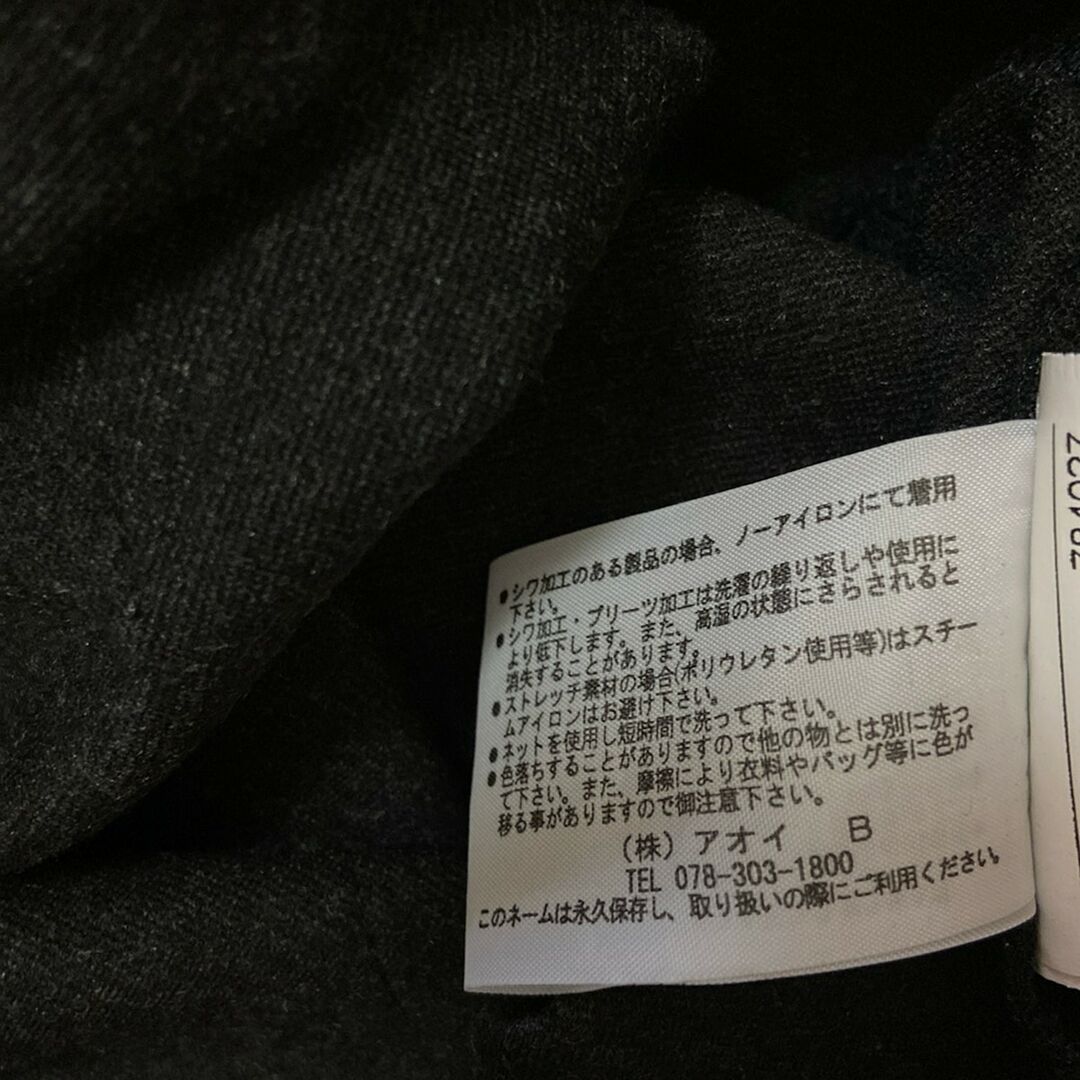 ●シワ加工のある製品の場合、ノーアイロンにて着用
下さい。
●シワ加工・プリーツ加工は洗濯の繰り返しや使用に
より低下します。また、高湿の状態にさらされると
消失することがあります。
●ストレッチ素材の場合(ポリウレタン使用等)はスチー
ムアイロンはお避け下さい。
●ネットを使用し短時間で洗って下さい。
●色落ちすることがありますので他の物とは別に洗っ
て下さい。また、摩擦により衣料やバッグ等に色が
移る事がありますので御注意下さい。
(株) アオイ B
TEL 078-303-1800
このネームは永久保存し、取り扱いの際にご利用ください。